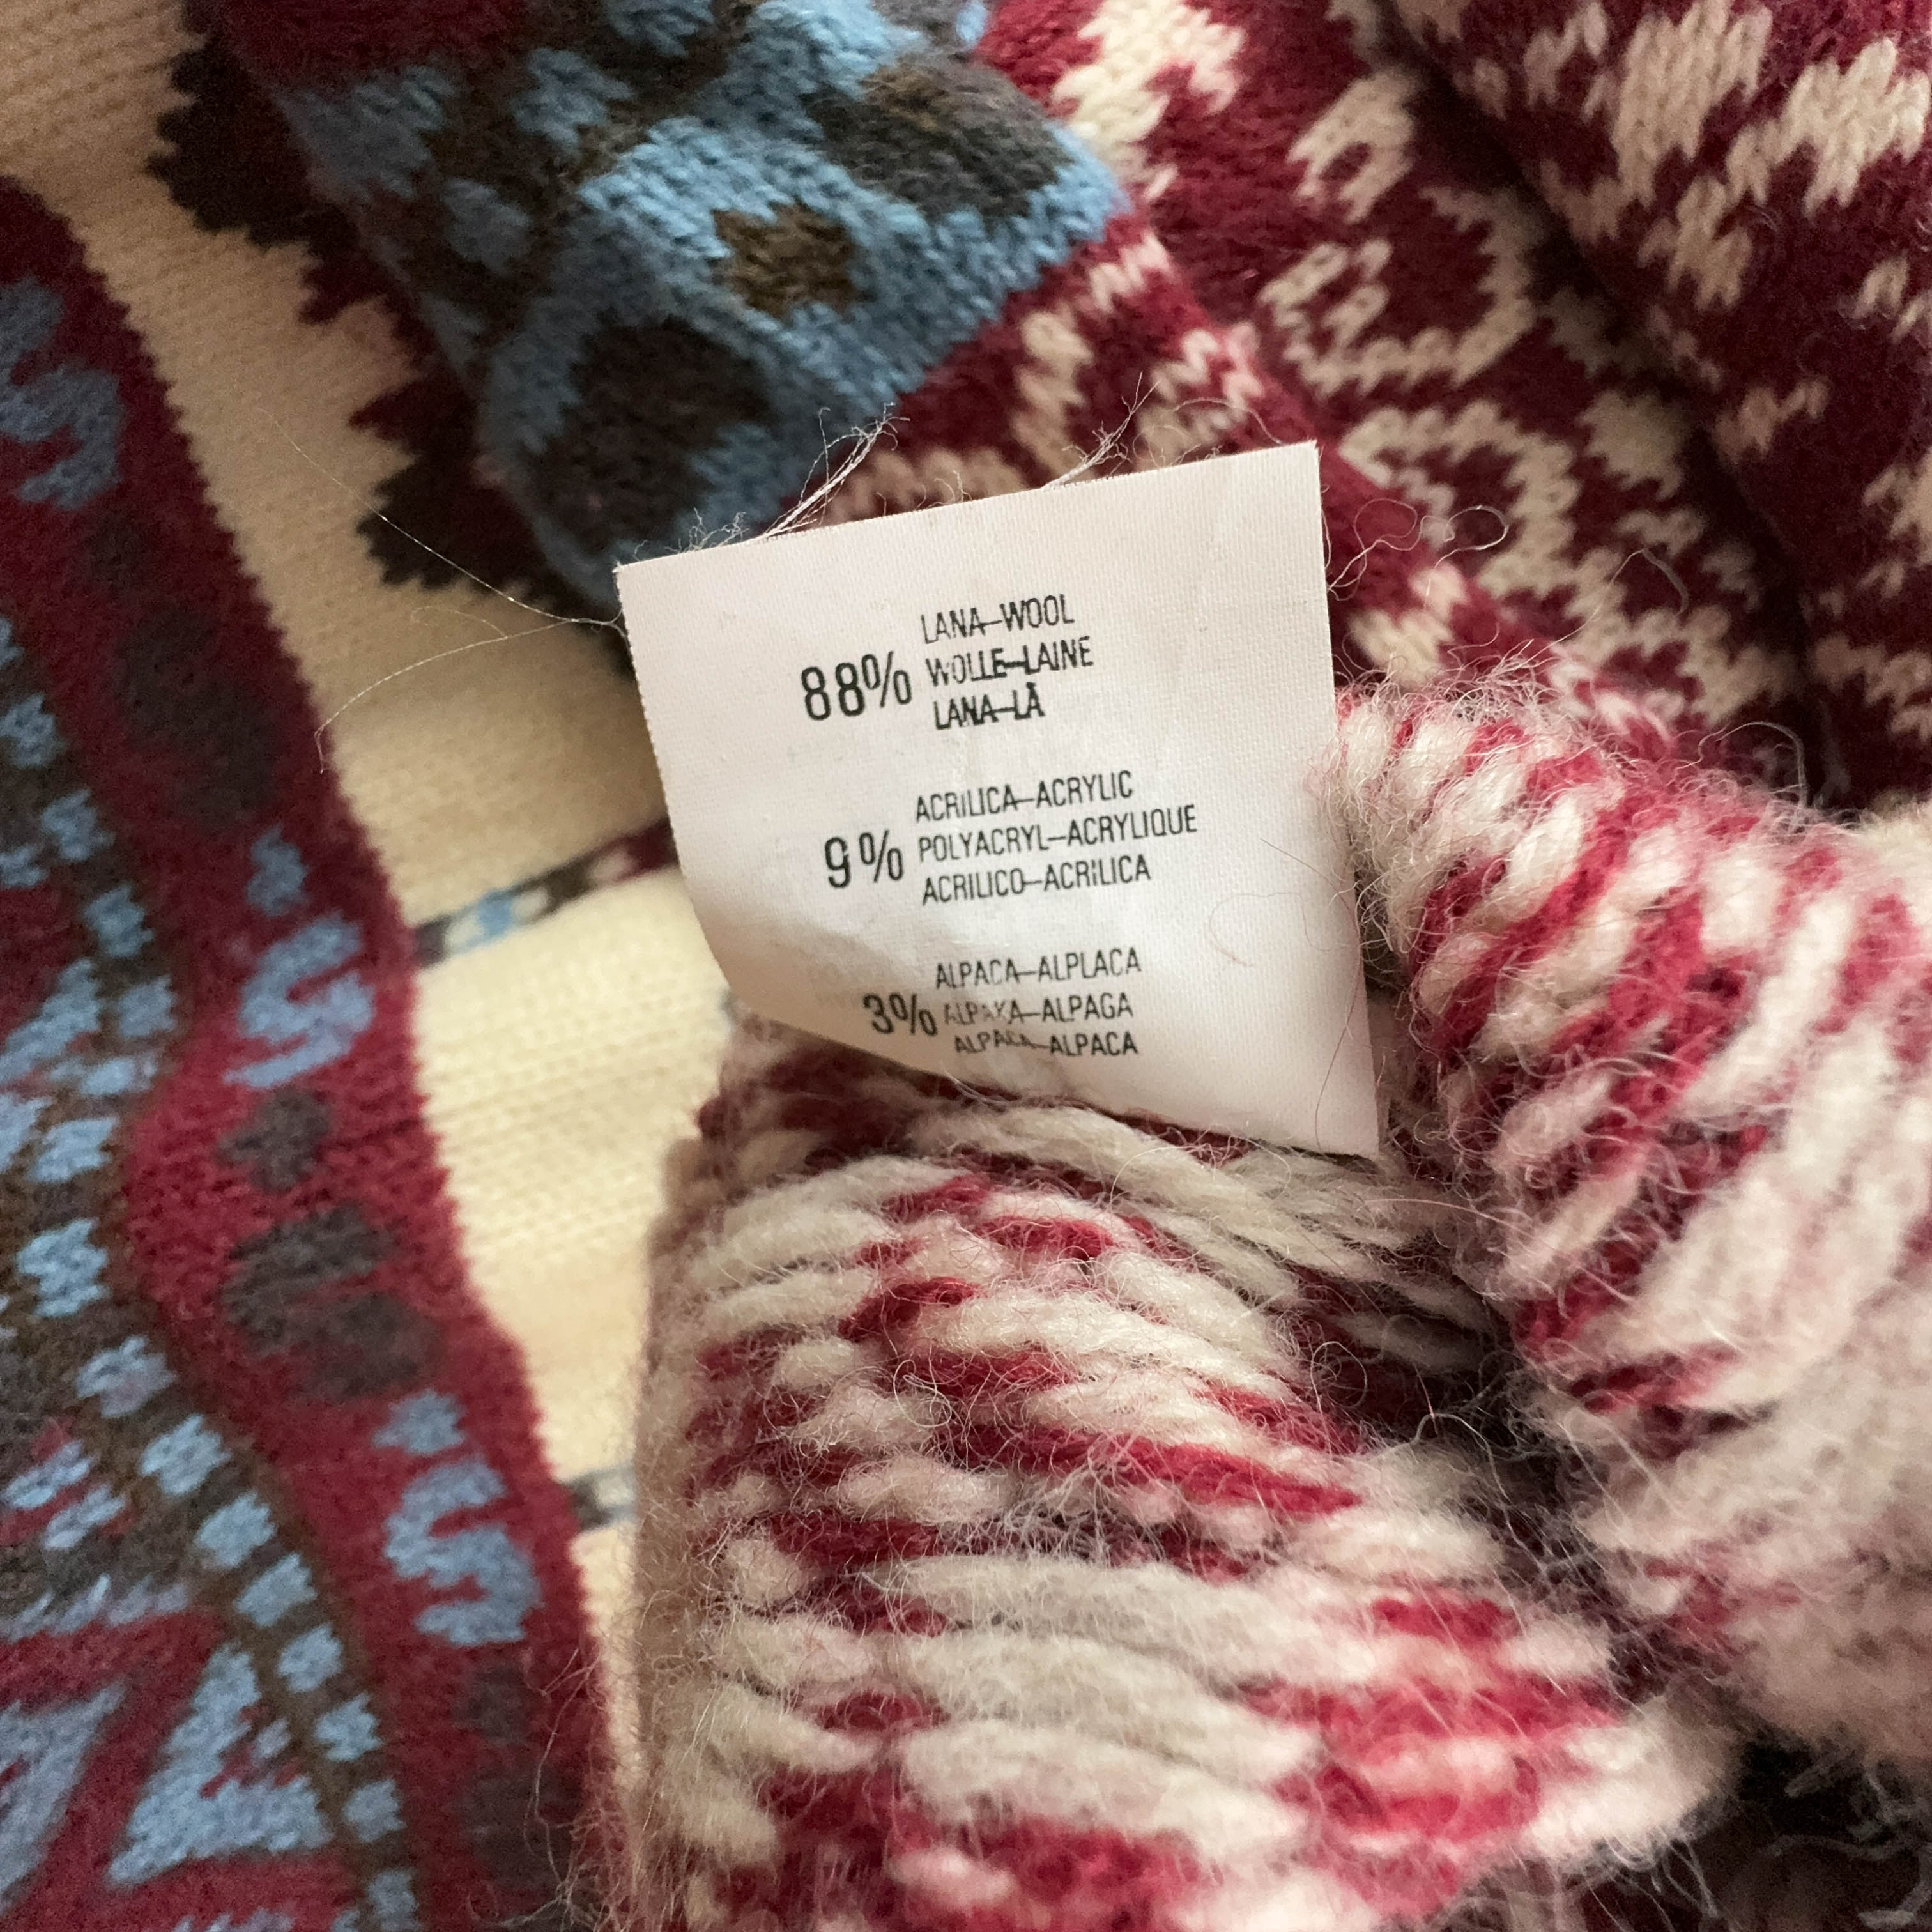 88% LANA-WOOL
WOLLE-LAINE
LANA-LÃ
9% ACRILICA-ACRYLIC
POLYACRYL-ACRYLIQUE
ACRILICO-ACRILICA
3% ALPACA-ALPLACA
ALPAKA-ALPAGA
ALPACA-ALPACA